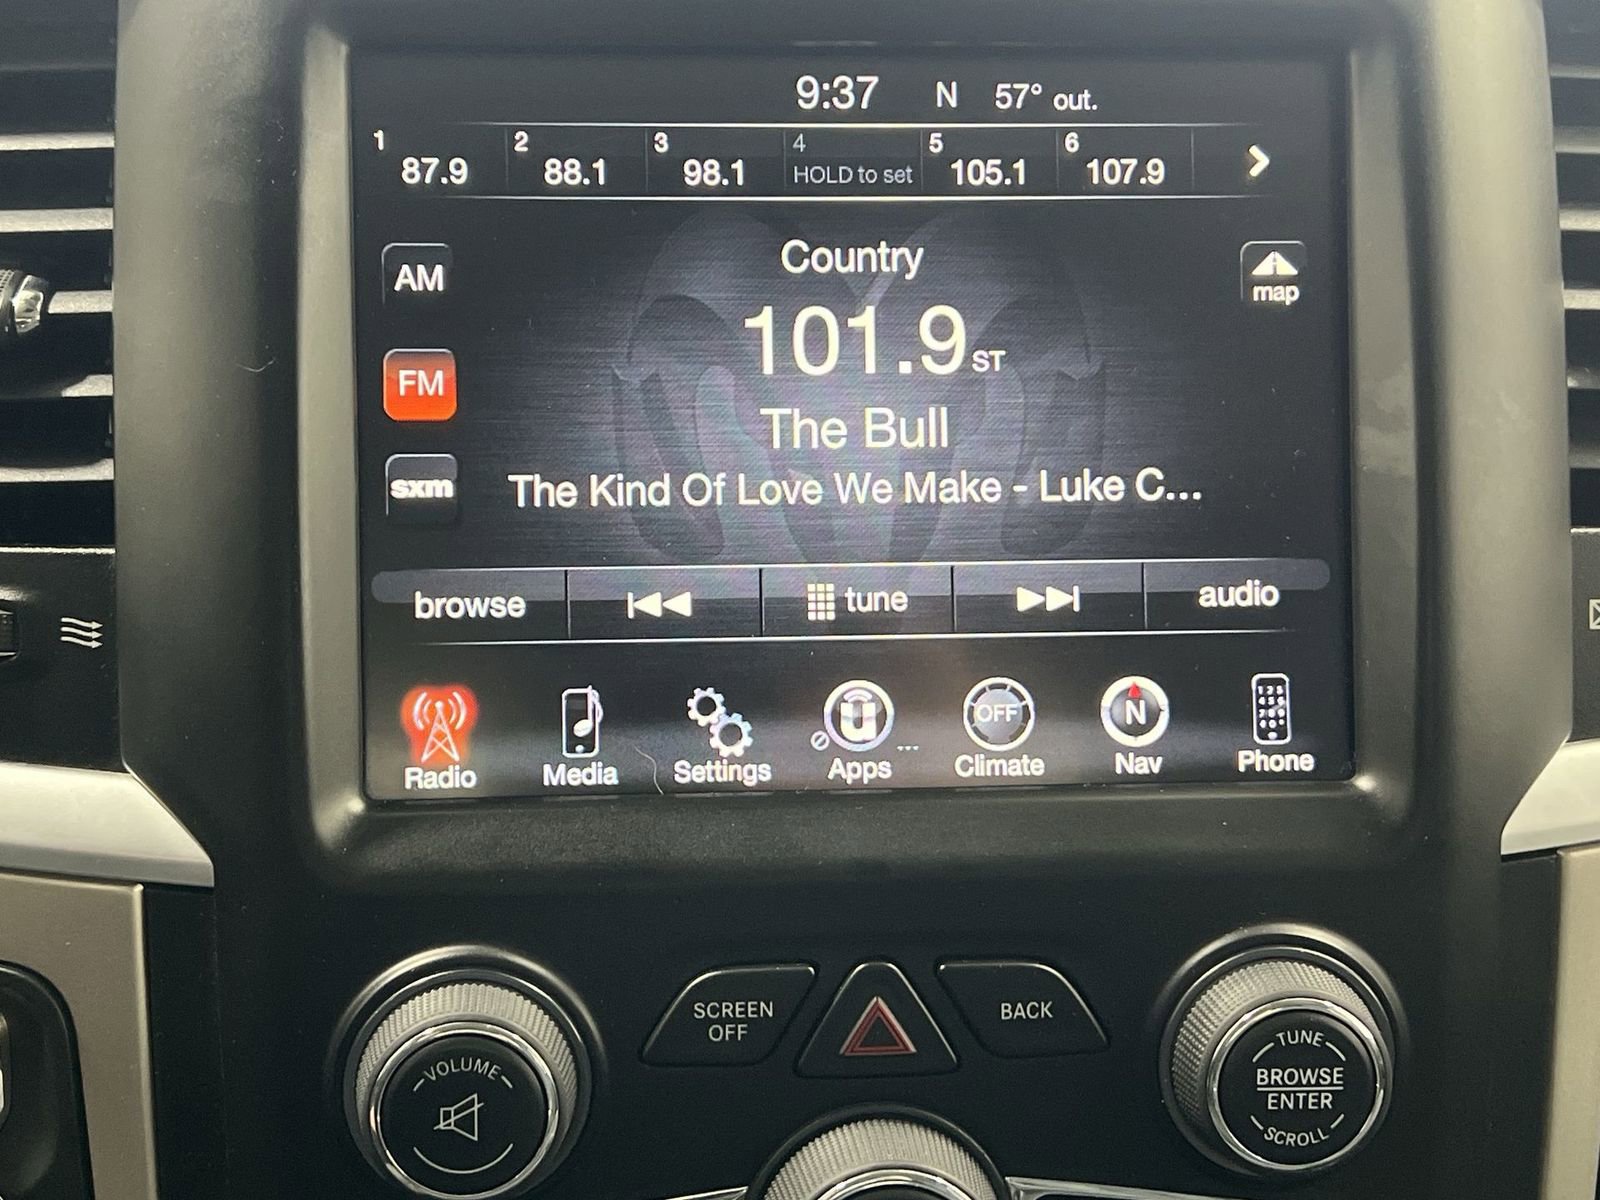 9:37 N 57° out.
1 2 3 4 5 6
87.9 88.1 98.1 HOLD to set 105.1 107.9
Country
AM
map
101.9 ST
FM
The Bull
sxm
The Kind Of Love We Make - Luke C...
browse tune audio
OFF N
Radio Media Settings Apps Climate Nav Phone
SCREEN
OFF
BACK
VOLUME
TUNE
BROWSE
ENTER
SCROLL